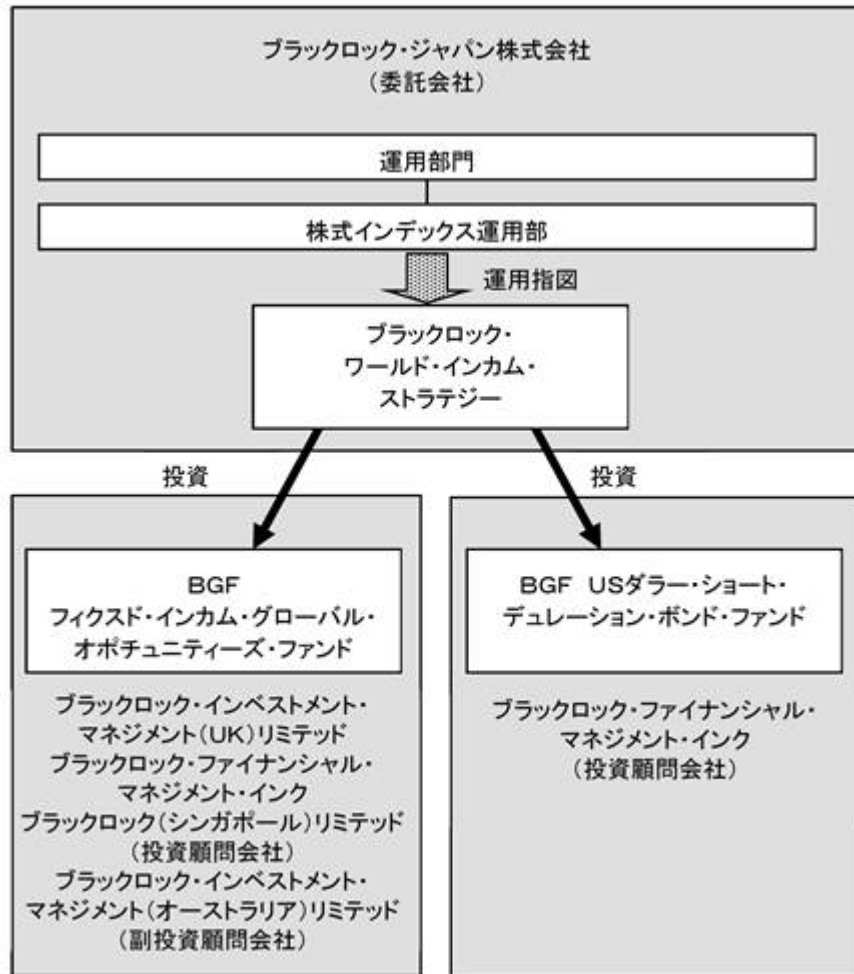 ブラックロック・ジャパン株式会社
（委託会社）
運用部門
株式インデックス運用部
運用指図
ブラックロック・
ワールド・インカム・
ストラテジー
投資
投資
BGF
フィクスド・インカム・グローバル・
オポチュニティーズ・ファンド
ブラックロック・インベストメント・
マネジメント（UK）リミテッド
ブラックロック・ファイナンシャル・
マネジメント・インク
ブラックロック（シンガポール）リミテッド
（投資顧問会社）
ブラックロック・インベストメント・
マネジメント（オーストラリア）リミテッド
（副投資顧問会社）
BGF USダラー・ショート・
デュレーション・ボンド・ファンド
ブラックロック・ファイナンシャル・
マネジメント・インク
（投資顧問会社）